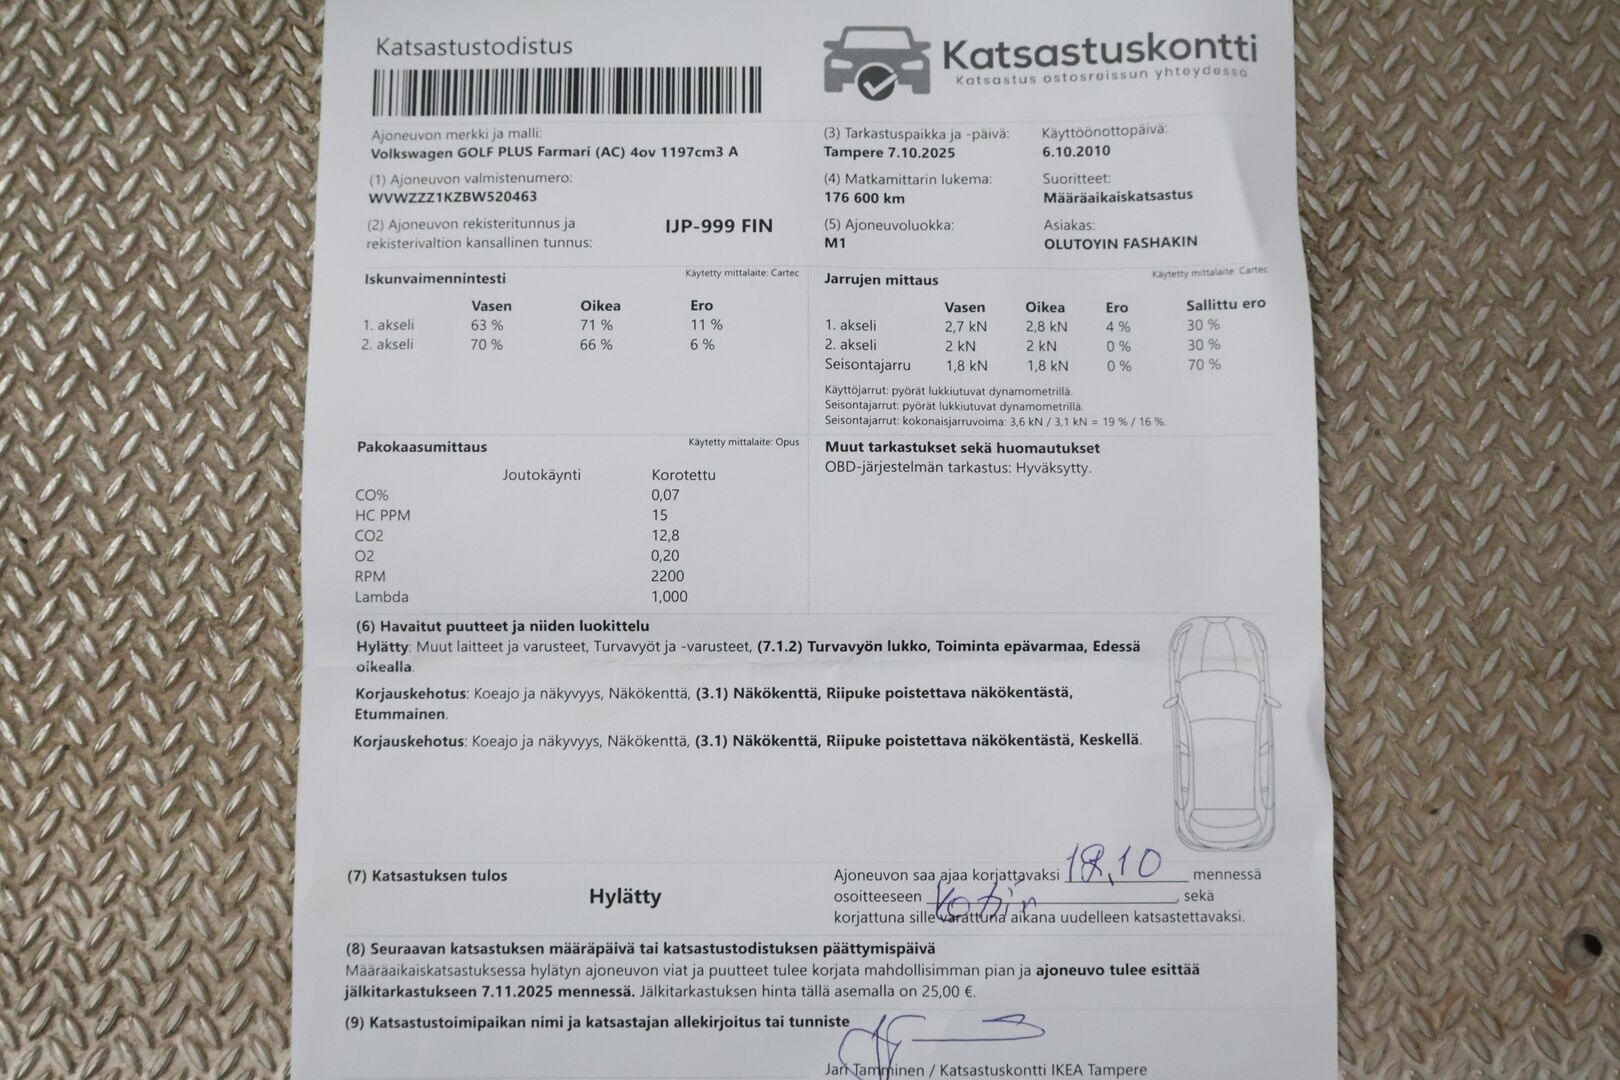 Katsastustodistus
Katsastuskontti
Katsastus ostosreissun yhteydessä
Ajoneuvon merkki ja malli:
Volkswagen GOLF PLUS Farmari (AC) 4ov 1197cm3 A
(3) Tarkastuspaikka ja -päivä:
Tampere 7.10.2025
Käyttöönottopäivä:
6.10.2010
(1) Ajoneuvon valmistenumero:
WVWZZZ1KZBW520463
(4) Matkamittarin lukema:
176 600 km
Suoritteet:
Määräaikaiskatsastus
(2) Ajoneuvon rekisteritunnus ja
rekisterivaltion kansallinen tunnus:
IJP-999 FIN
(5) Ajoneuvoluokka:
M1
Asiakas:
OLUTOYIN FASHAKIN
Iskunvaimennintesti
Käytetty mittalaite: Cartec
Vasen Oikea Ero
1. akseli 63 % 71 % 11 %
2. akseli 70 % 66 % 6 %
Jarrujen mittaus
Käytetty mittalaite: Cartec
Vasen Oikea Ero Sallittu ero
1. akseli 2,7 kN 2,8 kN 4 % 30 %
2. akseli 2 kN 2 kN 0 % 30 %
Seisontajarru 1,8 kN 1,8 kN 0 % 70 %
Käyttöjarrut: pyörät lukkiutuvat dynamometrillä.
Seisontajarrut: pyörät lukkiutuvat dynamometrillä.
Seisontajarrut: kokonaisjarruvoima: 3,6 kN / 3,1 kN = 19 % / 16 %.
Pakokaasumittaus
Käytetty mittalaite: Opus
Joutokäynti Korotettu
CO% 0,07
HC PPM 15
CO2 12,8
O2 0,20
RPM 2200
Lambda 1,000
Muut tarkastukset sekä huomautukset
OBD-järjestelmän tarkastus: Hyväksytty.
(6) Havaitut puutteet ja niiden luokittelu
Hylätty: Muut laitteet ja varusteet, Turvavyöt ja -varusteet, (7.1.2) Turvavyön lukko, Toiminta epävarmaa, Edessä
oikealla.
Korjauskehotus: Koeajo ja näkyvyys, Näkökenttä, (3.1) Näkökenttä, Riipuke poistettava näkökentästä,
Etummainen.
Korjauskehotus: Koeajo ja näkyvyys, Näkökenttä, (3.1) Näkökenttä, Riipuke poistettava näkökentästä, Keskellä.
(7) Katsastuksen tulos
Hylätty
Ajoneuvon saa ajaa korjattavaksi 18,10 mennessä
osoitteeseen Kotiin, sekä
korjattuna sille varattuna aikana uudelleen katsastettavaksi.
(8) Seuraavan katsastuksen määräpäivä tai katsastustodistuksen päättymispäivä
Määräaikaiskatsastuksessa hylätyn ajoneuvon viat ja puutteet tulee korjata mahdollisimman pian ja ajoneuvo tulee esittää
jälkitarkastukseen 7.11.2025 mennessä. Jälkitarkastuksen hinta tällä asemalla on 25,00 €.
(9) Katsastustoimipaikan nimi ja katsastajan allekirjoitus tai tunniste
Jari Tamminen / Katsastuskontti IKEA Tampere